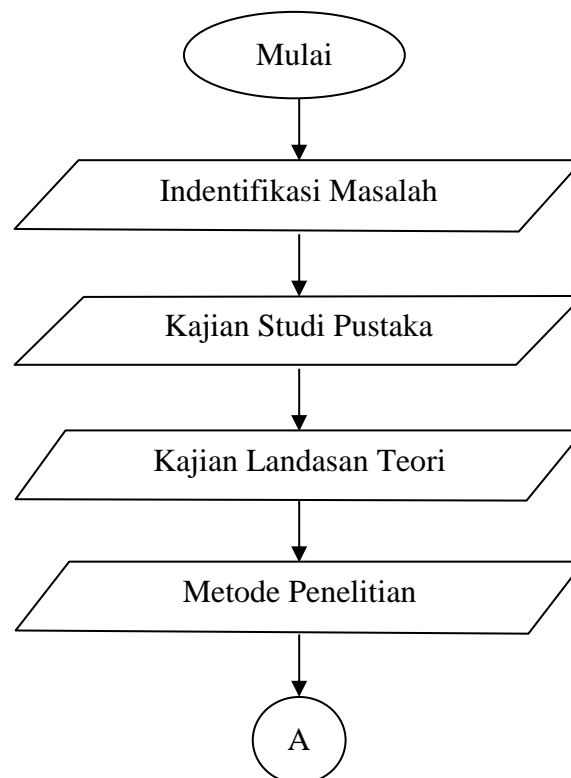 Mulai
Indentifikasi Masalah
Kajian Studi Pustaka
Kajian Landasan Teori
Metode Penelitian
A